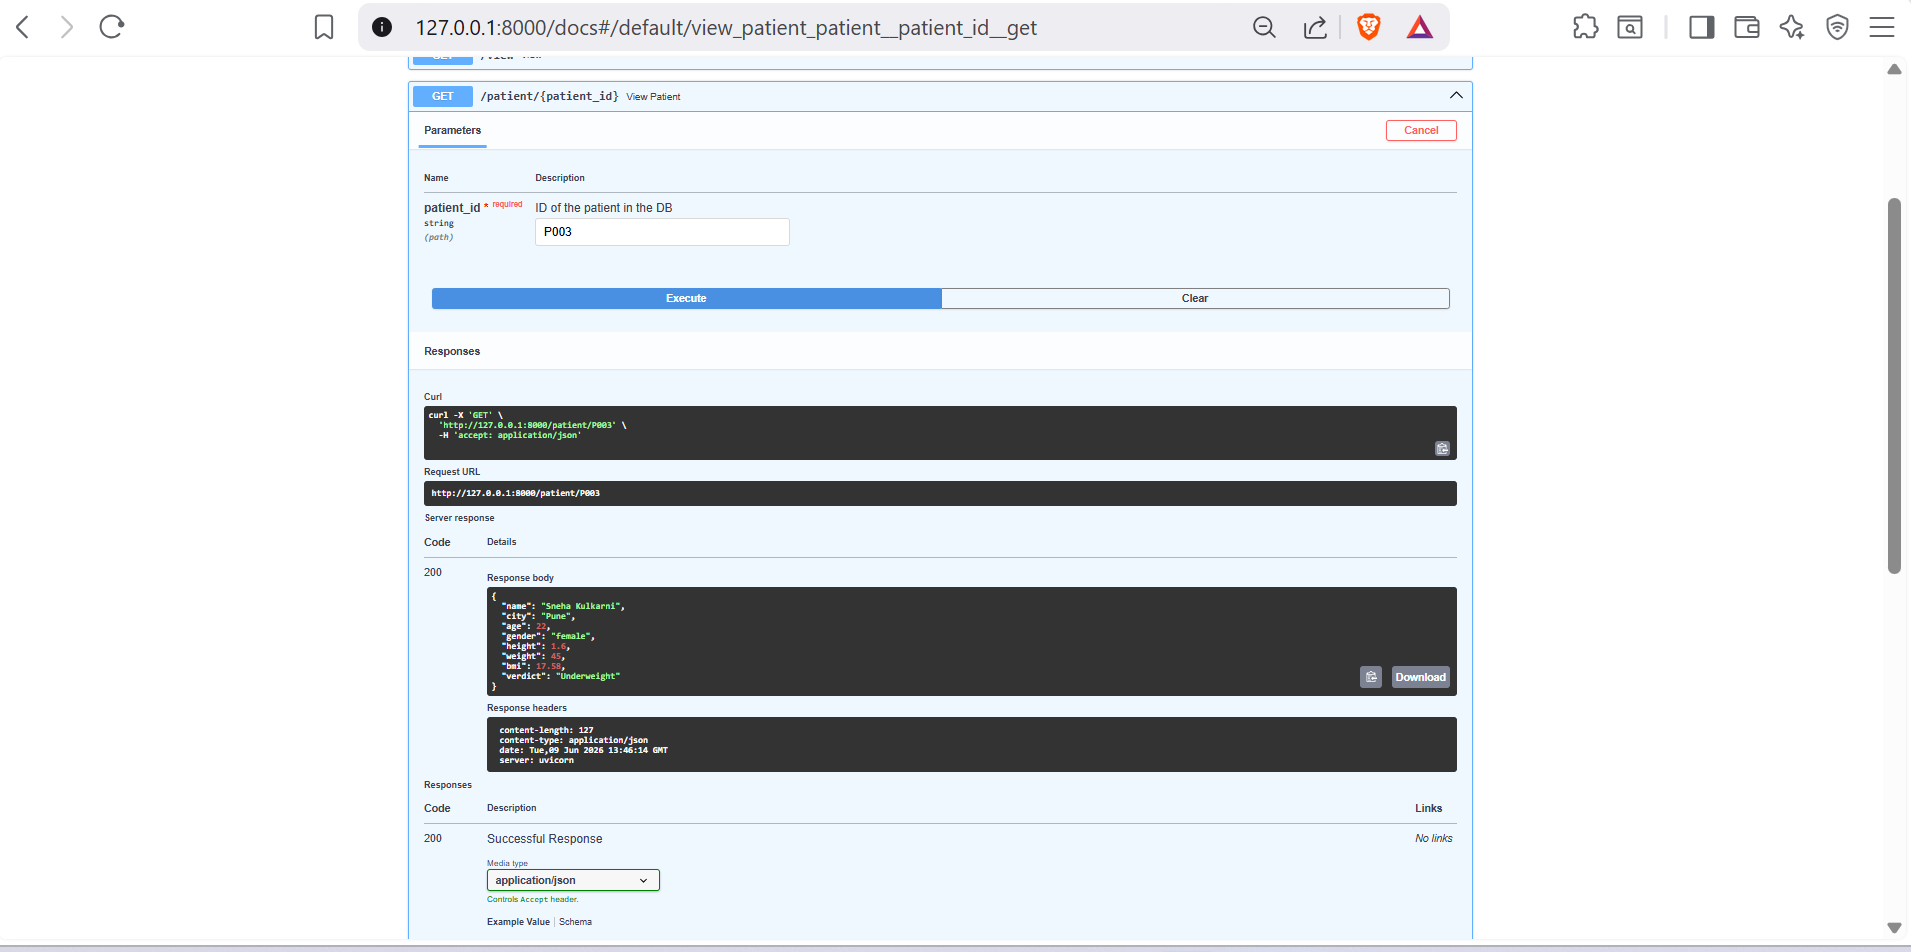 127.0.0.1:8000/docs#/default/view_patient_patient__patient_id__get
GET /view View
GET /patient/{patient_id} View Patient
Parameters
Cancel
Name Description
patient_id * required
string
(path)
ID of the patient in the DB
P003
Execute Clear
Responses
Curl
curl -X 'GET' \
'http://127.0.0.1:8000/patient/P003' \
-H 'accept: application/json'
Request URL
http://127.0.0.1:8000/patient/P003
Server response
Code Details
200
Response body
{
"name": "Sneha Kulkarni",
"city": "Pune",
"age": 22,
"gender": "female",
"height": 1.6,
"weight": 45,
"bmi": 17.58,
"verdict": "Underweight"
}
Download
Response headers
content-length: 127
content-type: application/json
date: Tue,09 Jun 2026 13:46:14 GMT
server: uvicorn
Responses
Code Description Links
200 Successful Response No links
Media type
application/json
Controls Accept header.
Example Value Schema